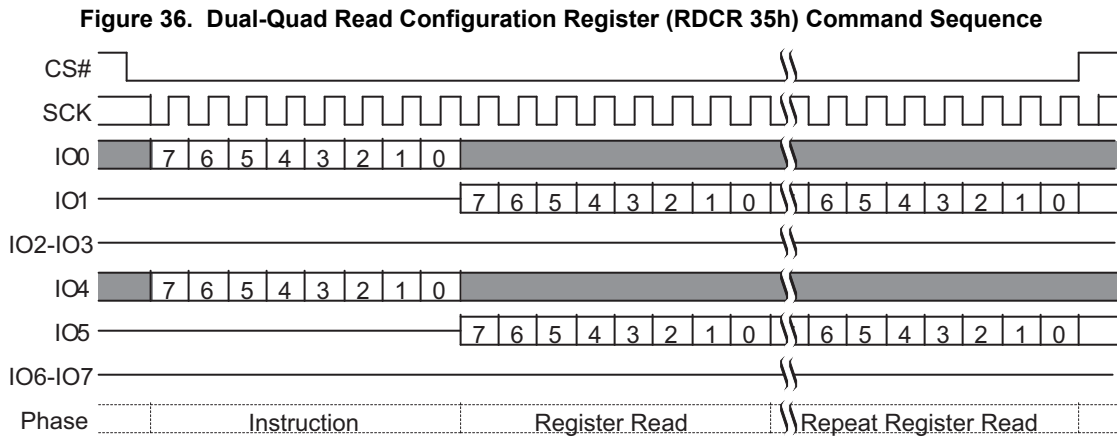 Figure 36. Dual-Quad Read Configuration Register (RDCR 35h) Command Sequence
CS#
SCK
IO0 7 6 5 4 3 2 1 0
IO1 7 6 5 4 3 2 1 0 6 5 4 3 2 1 0
IO2-IO3
IO4 7 6 5 4 3 2 1 0
IO5 7 6 5 4 3 2 1 0 6 5 4 3 2 1 0
IO6-IO7
Phase Instruction Register Read Repeat Register Read